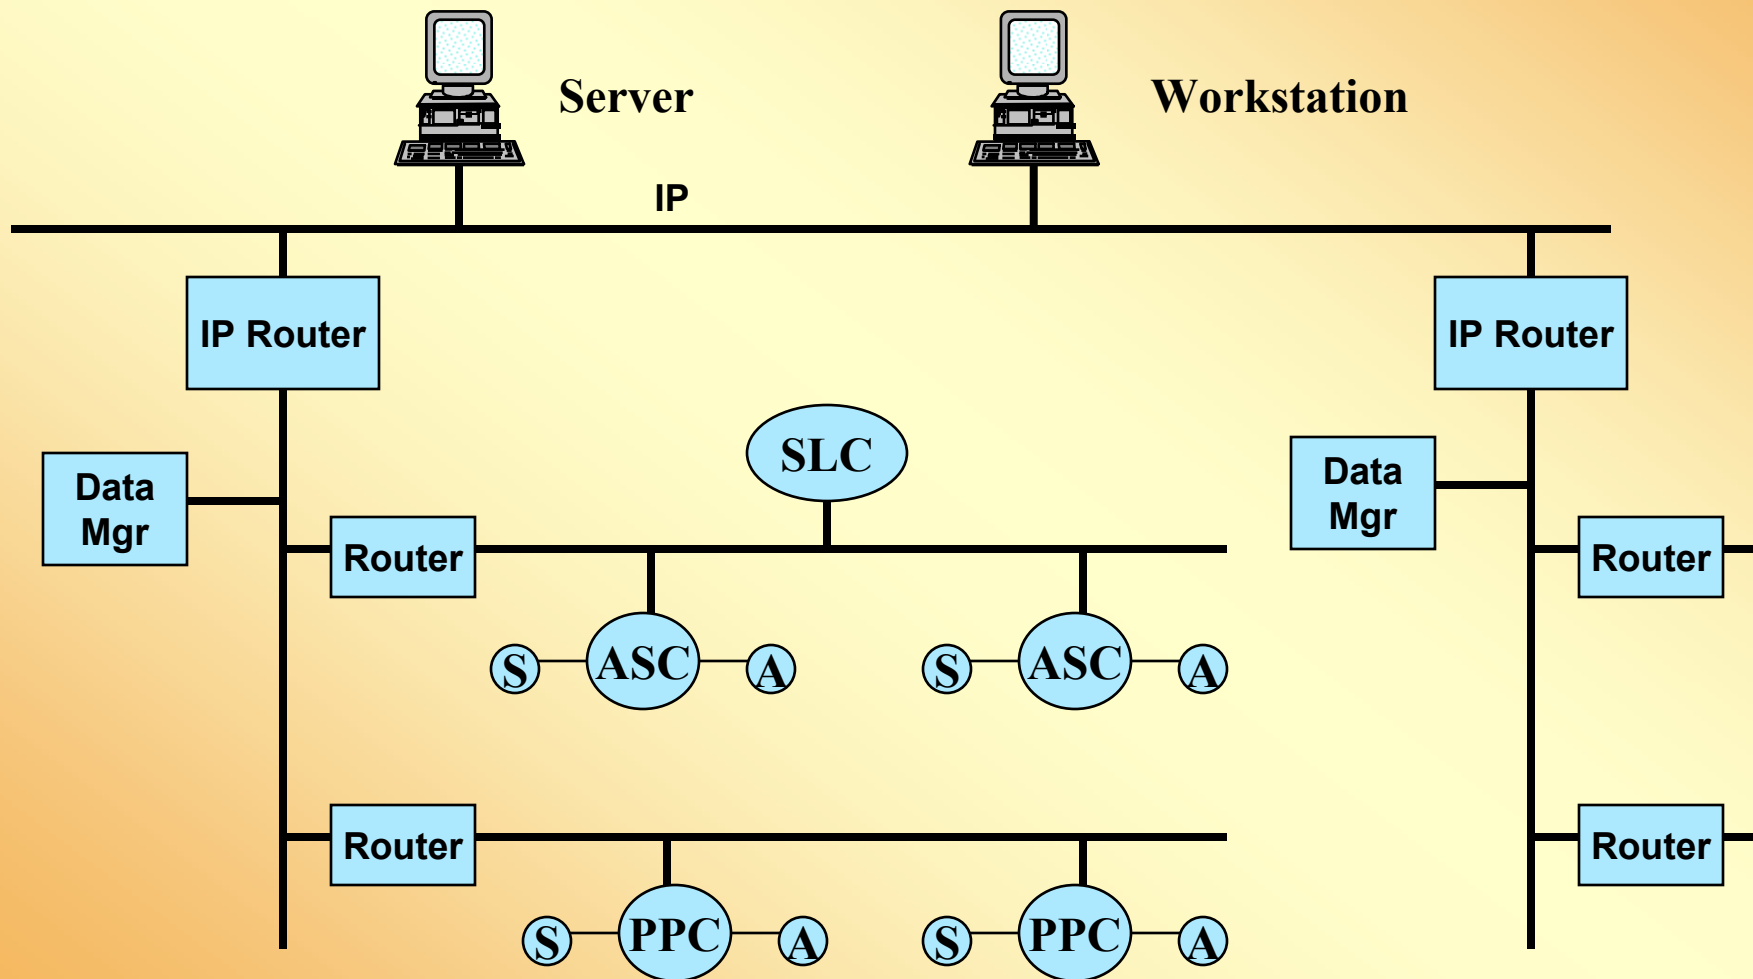 Server
Workstation
IP
IP Router
IP Router
SLC
Data
Mgr
Data
Mgr
Router
Router
S
ASC
A
S
ASC
A
Router
Router
S
PPC
A
S
PPC
A